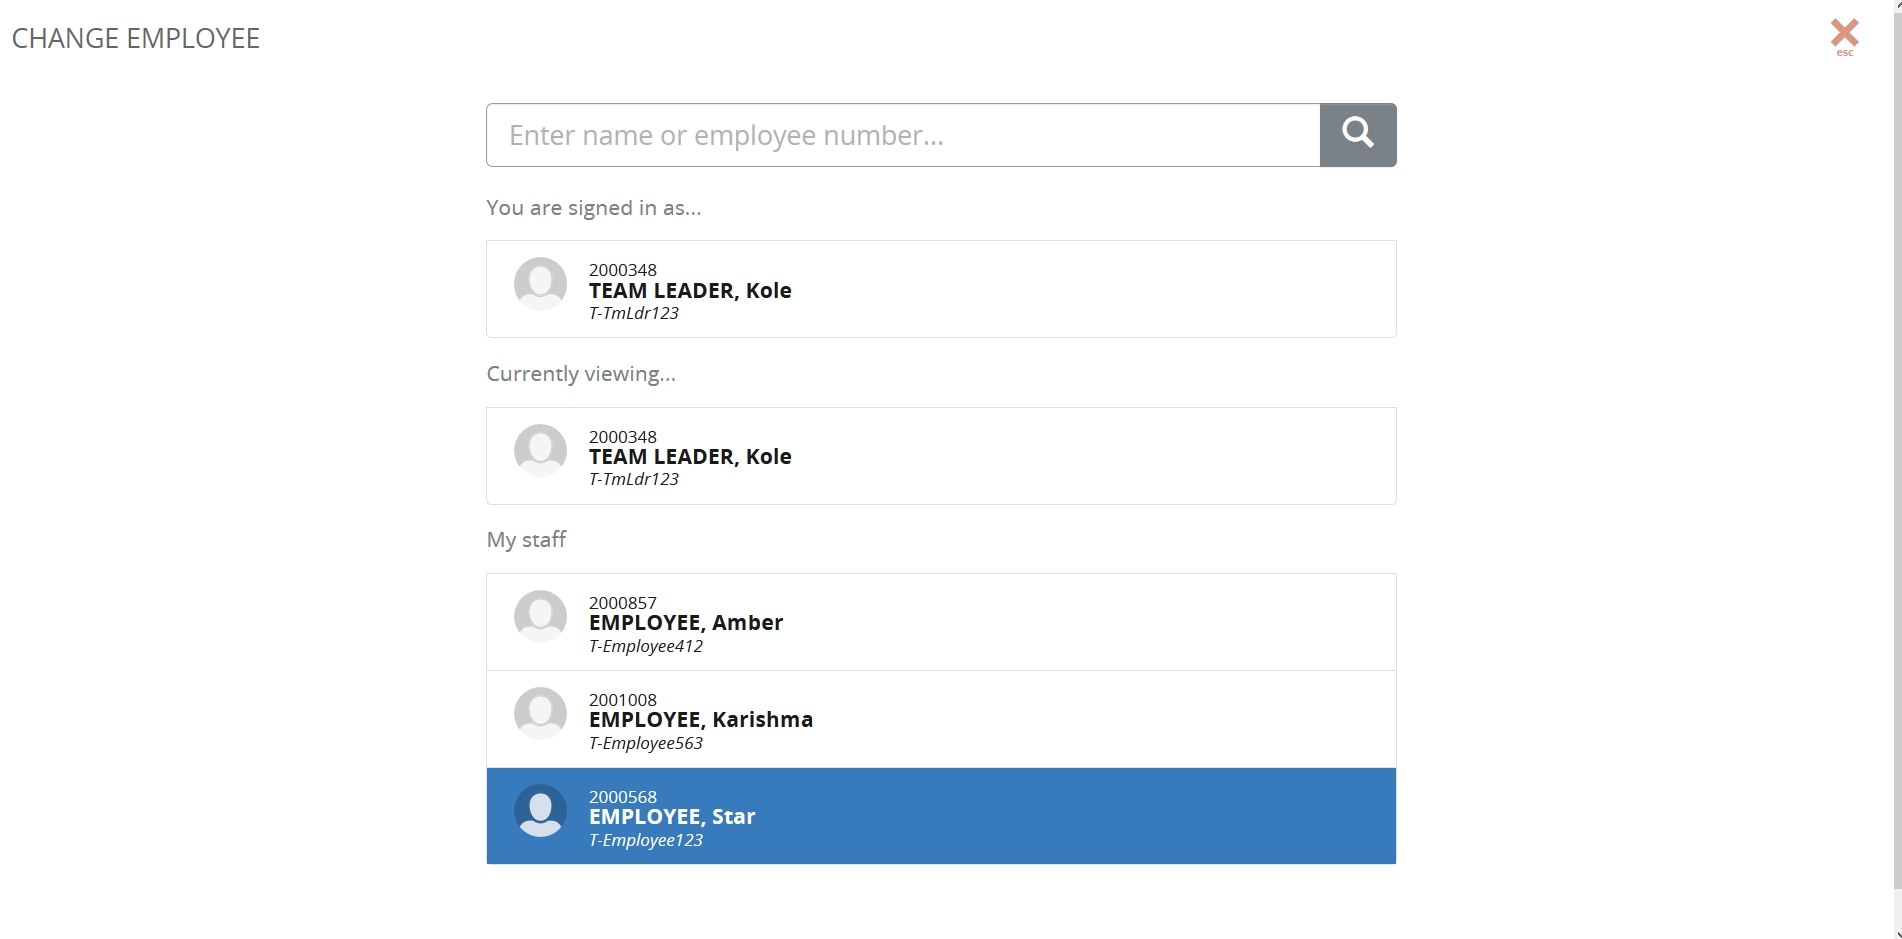 CHANGE EMPLOYEE
esc
Enter name or employee number...
You are signed in as...
2000348
TEAM LEADER, Kole
T-TmLdr123
Currently viewing...
2000348
TEAM LEADER, Kole
T-TmLdr123
My staff
2000857
EMPLOYEE, Amber
T-Employee412
2001008
EMPLOYEE, Karishma
T-Employee563
2000568
EMPLOYEE, Star
T-Employee123